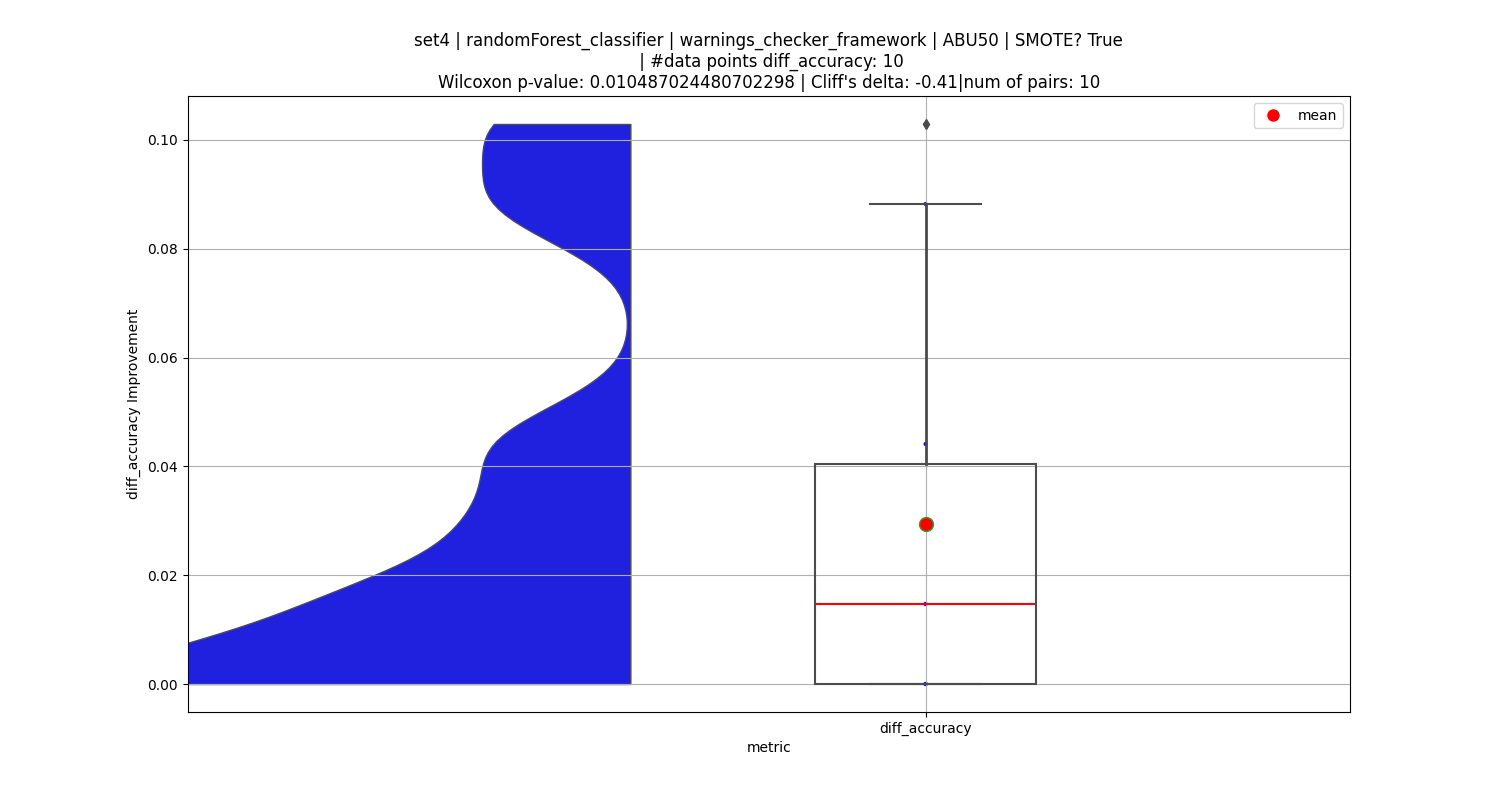 set4 | randomForest_classifier | warnings_checker_framework | ABU50 | SMOTE? True
| #data points diff_accuracy: 10
Wilcoxon p-value: 0.010487024480702298 | Cliff's delta: -0.41|num of pairs: 10
mean
0.10
0.08
0.06
0.04
0.02
0.00
diff_accuracy Improvement
diff_accuracy
metric